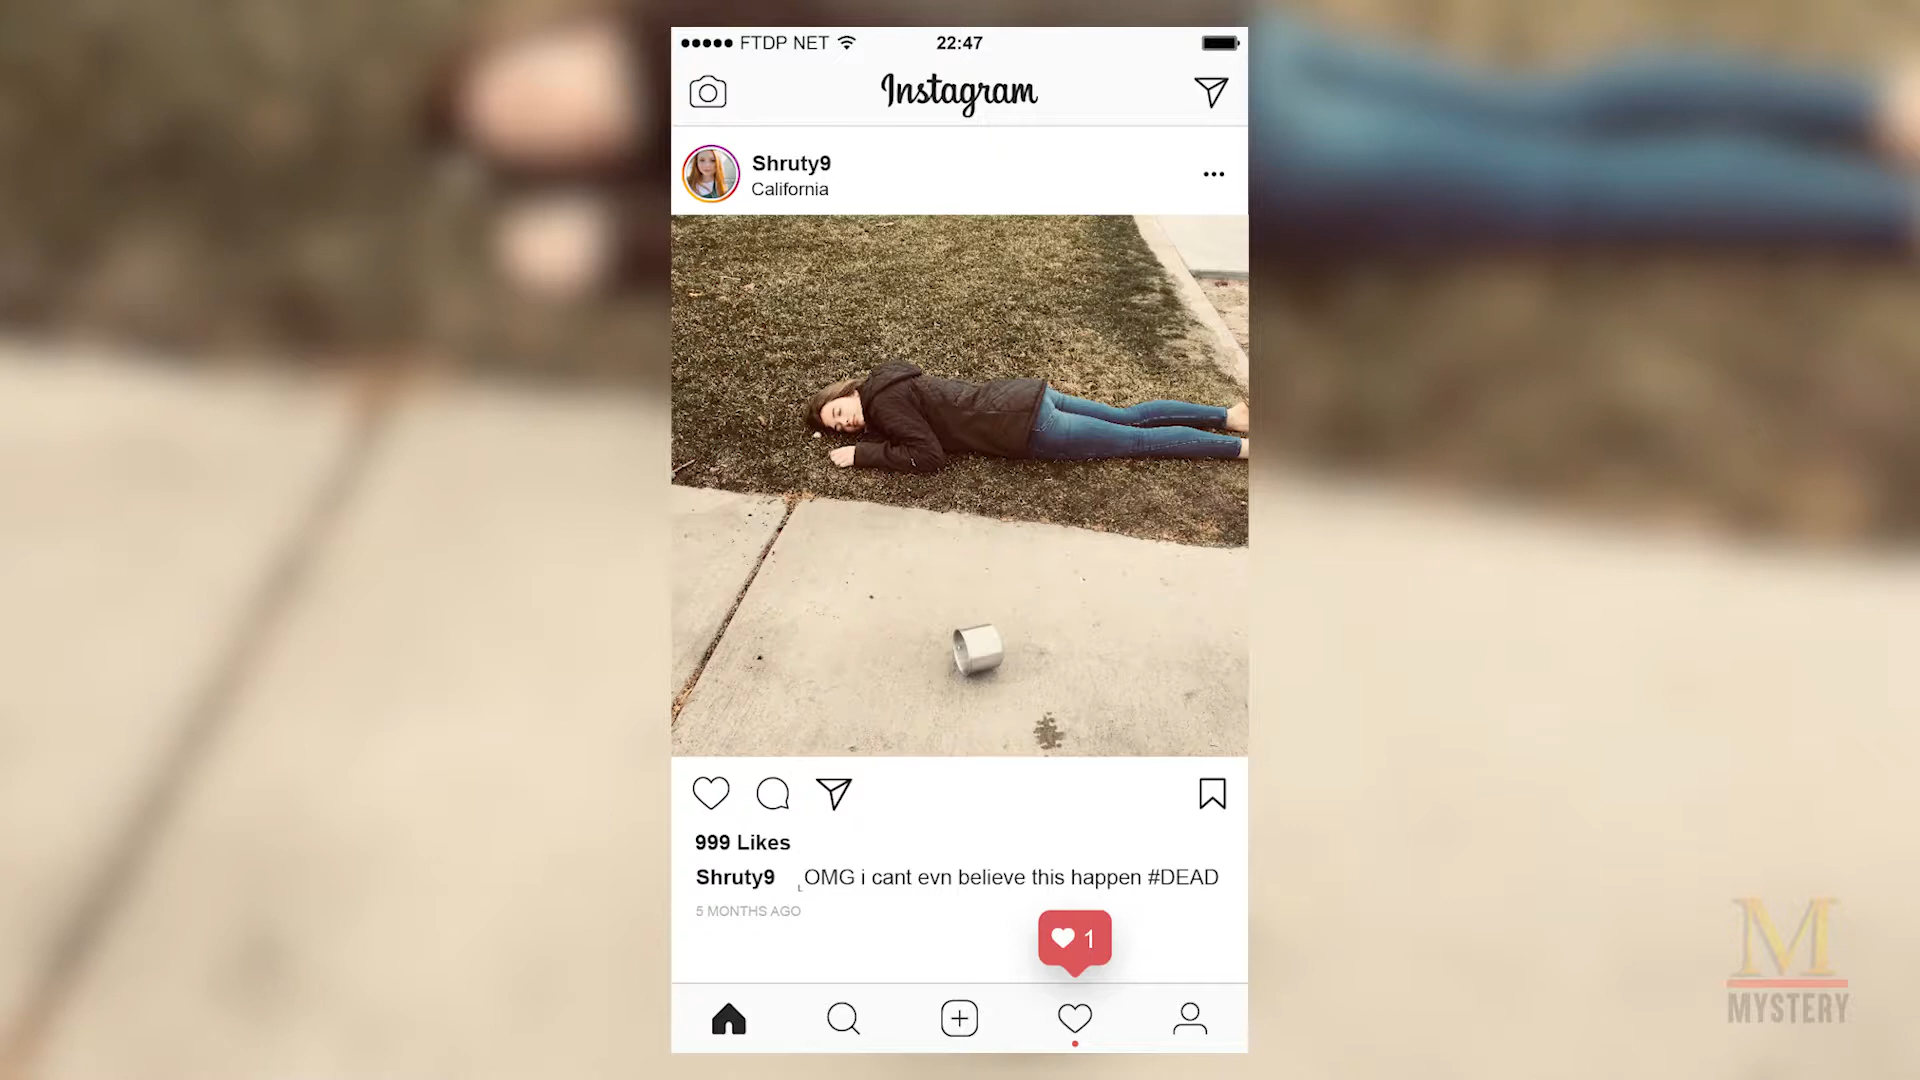 FTDP NET 22:47
Instagram
Shruty9
California
999 Likes
Shruty9 OMG i cant evn believe this happen #DEAD
5 MONTHS AGO
1
M
MYSTERY